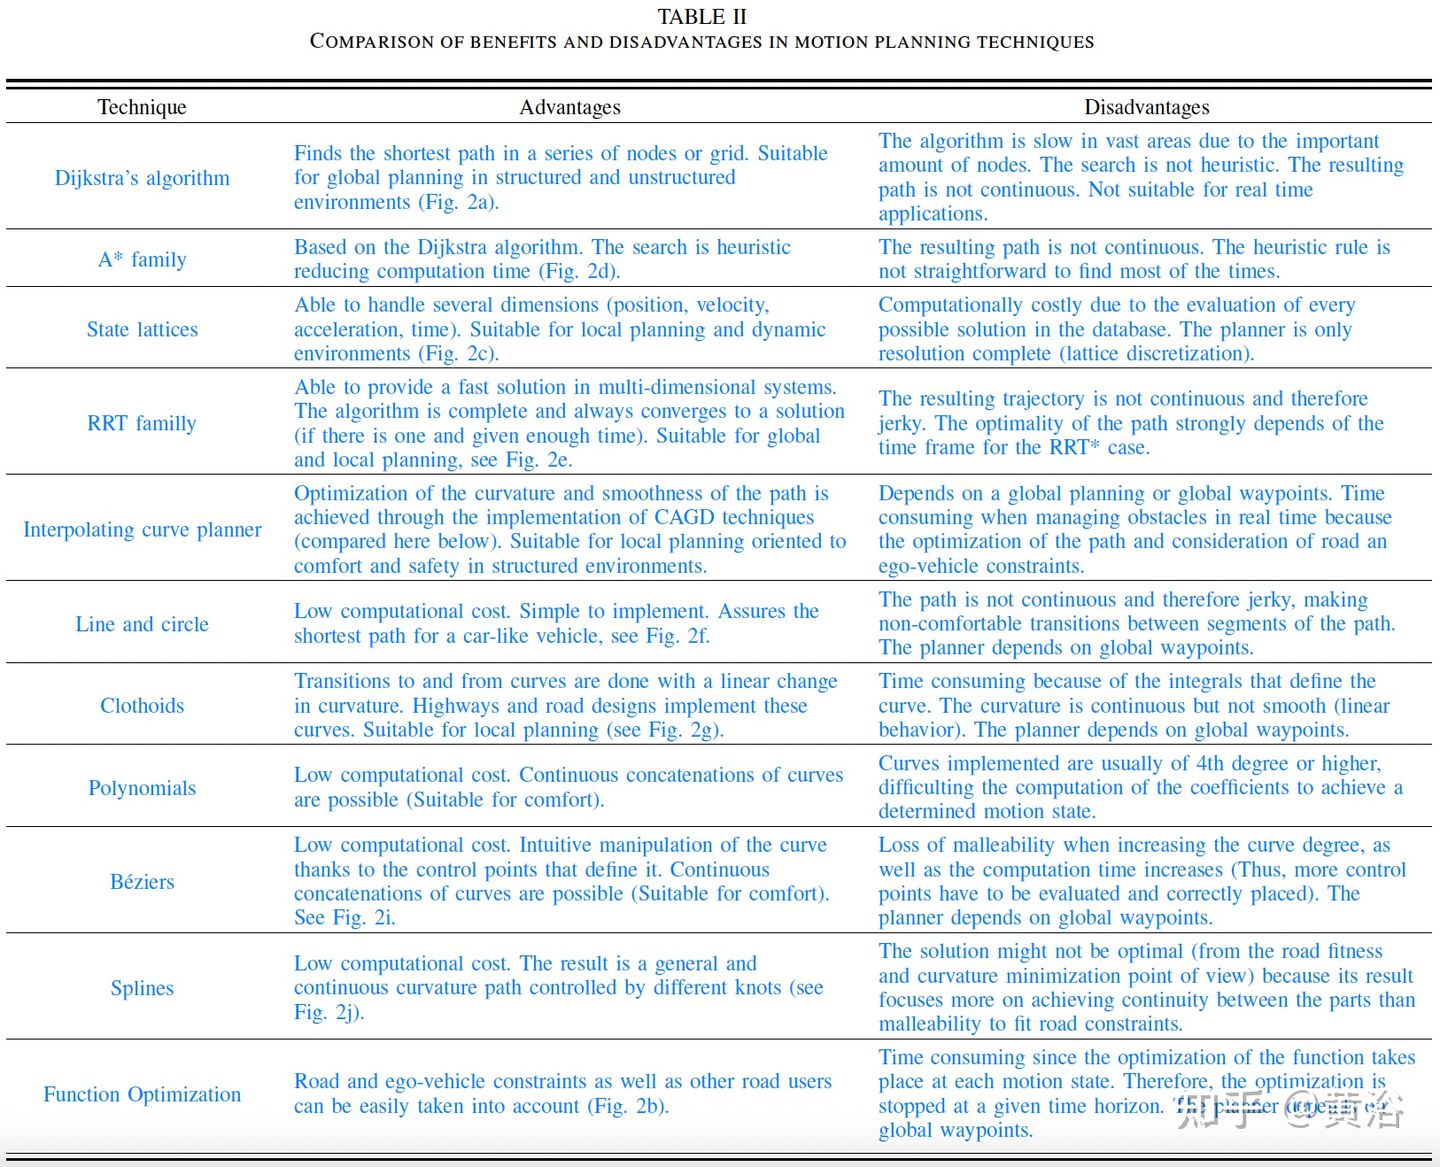 TABLE II
COMPARISON OF BENEFITS AND DISADVANTAGES IN MOTION PLANNING TECHNIQUES
Technique
Advantages
Disadvantages
Dijkstra's algorithm
Finds the shortest path in a series of nodes or grid. Suitable
for global planning in structured and unstructured
environments (Fig. 2a).
The algorithm is slow in vast areas due to the important
amount of nodes. The search is not heuristic. The resulting
path is not continuous. Not suitable for real time
applications.
A* family
Based on the Dijkstra algorithm. The search is heuristic
reducing computation time (Fig. 2d).
The resulting path is not continuous. The heuristic rule is
not straightforward to find most of the times.
State lattices
Able to handle several dimensions (position, velocity,
acceleration, time). Suitable for local planning and dynamic
environments (Fig. 2c).
Computationally costly due to the evaluation of every
possible solution in the database. The planner is only
resolution complete (lattice discretization).
RRT familly
Able to provide a fast solution in multi-dimensional systems.
The algorithm is complete and always converges to a solution
(if there is one and given enough time). Suitable for global
and local planning, see Fig. 2e.
The resulting trajectory is not continuous and therefore
jerky. The optimality of the path strongly depends of the
time frame for the RRT* case.
Interpolating curve planner
Optimization of the curvature and smoothness of the path is
achieved through the implementation of CAGD techniques
(compared here below). Suitable for local planning oriented to
comfort and safety in structured environments.
Depends on a global planning or global waypoints. Time
consuming when managing obstacles in real time because
the optimization of the path and consideration of road an
ego-vehicle constraints.
Line and circle
Low computational cost. Simple to implement. Assures the
shortest path for a car-like vehicle, see Fig. 2f.
The path is not continuous and therefore jerky, making
non-comfortable transitions between segments of the path.
The planner depends on global waypoints.
Clothoids
Transitions to and from curves are done with a linear change
in curvature. Highways and road designs implement these
curves. Suitable for local planning (see Fig. 2g).
Time consuming because of the integrals that define the
curve. The curvature is continuous but not smooth (linear
behavior). The planner depends on global waypoints.
Polynomials
Low computational cost. Continuous concatenations of curves
are possible (Suitable for comfort).
Curves implemented are usually of 4th degree or higher,
difficulting the computation of the coefficients to achieve a
determined motion state.
Béziers
Low computational cost. Intuitive manipulation of the curve
thanks to the control points that define it. Continuous
concatenations of curves are possible (Suitable for comfort).
See Fig. 2i.
Loss of malleability when increasing the curve degree, as
well as the computation time increases (Thus, more control
points have to be evaluated and correctly placed). The
planner depends on global waypoints.
Splines
Low computational cost. The result is a general and
continuous curvature path controlled by different knots (see
Fig. 2j).
The solution might not be optimal (from the road fitness
and curvature minimization point of view) because its result
focuses more on achieving continuity between the parts than
malleability to fit road constraints.
Function Optimization
Road and ego-vehicle constraints as well as other road users
can be easily taken into account (Fig. 2b).
Time consuming since the optimization of the function takes
place at each motion state. Therefore, the optimization is
stopped at a given time horizon. The planner depends on
global waypoints.
知乎 @黄浴